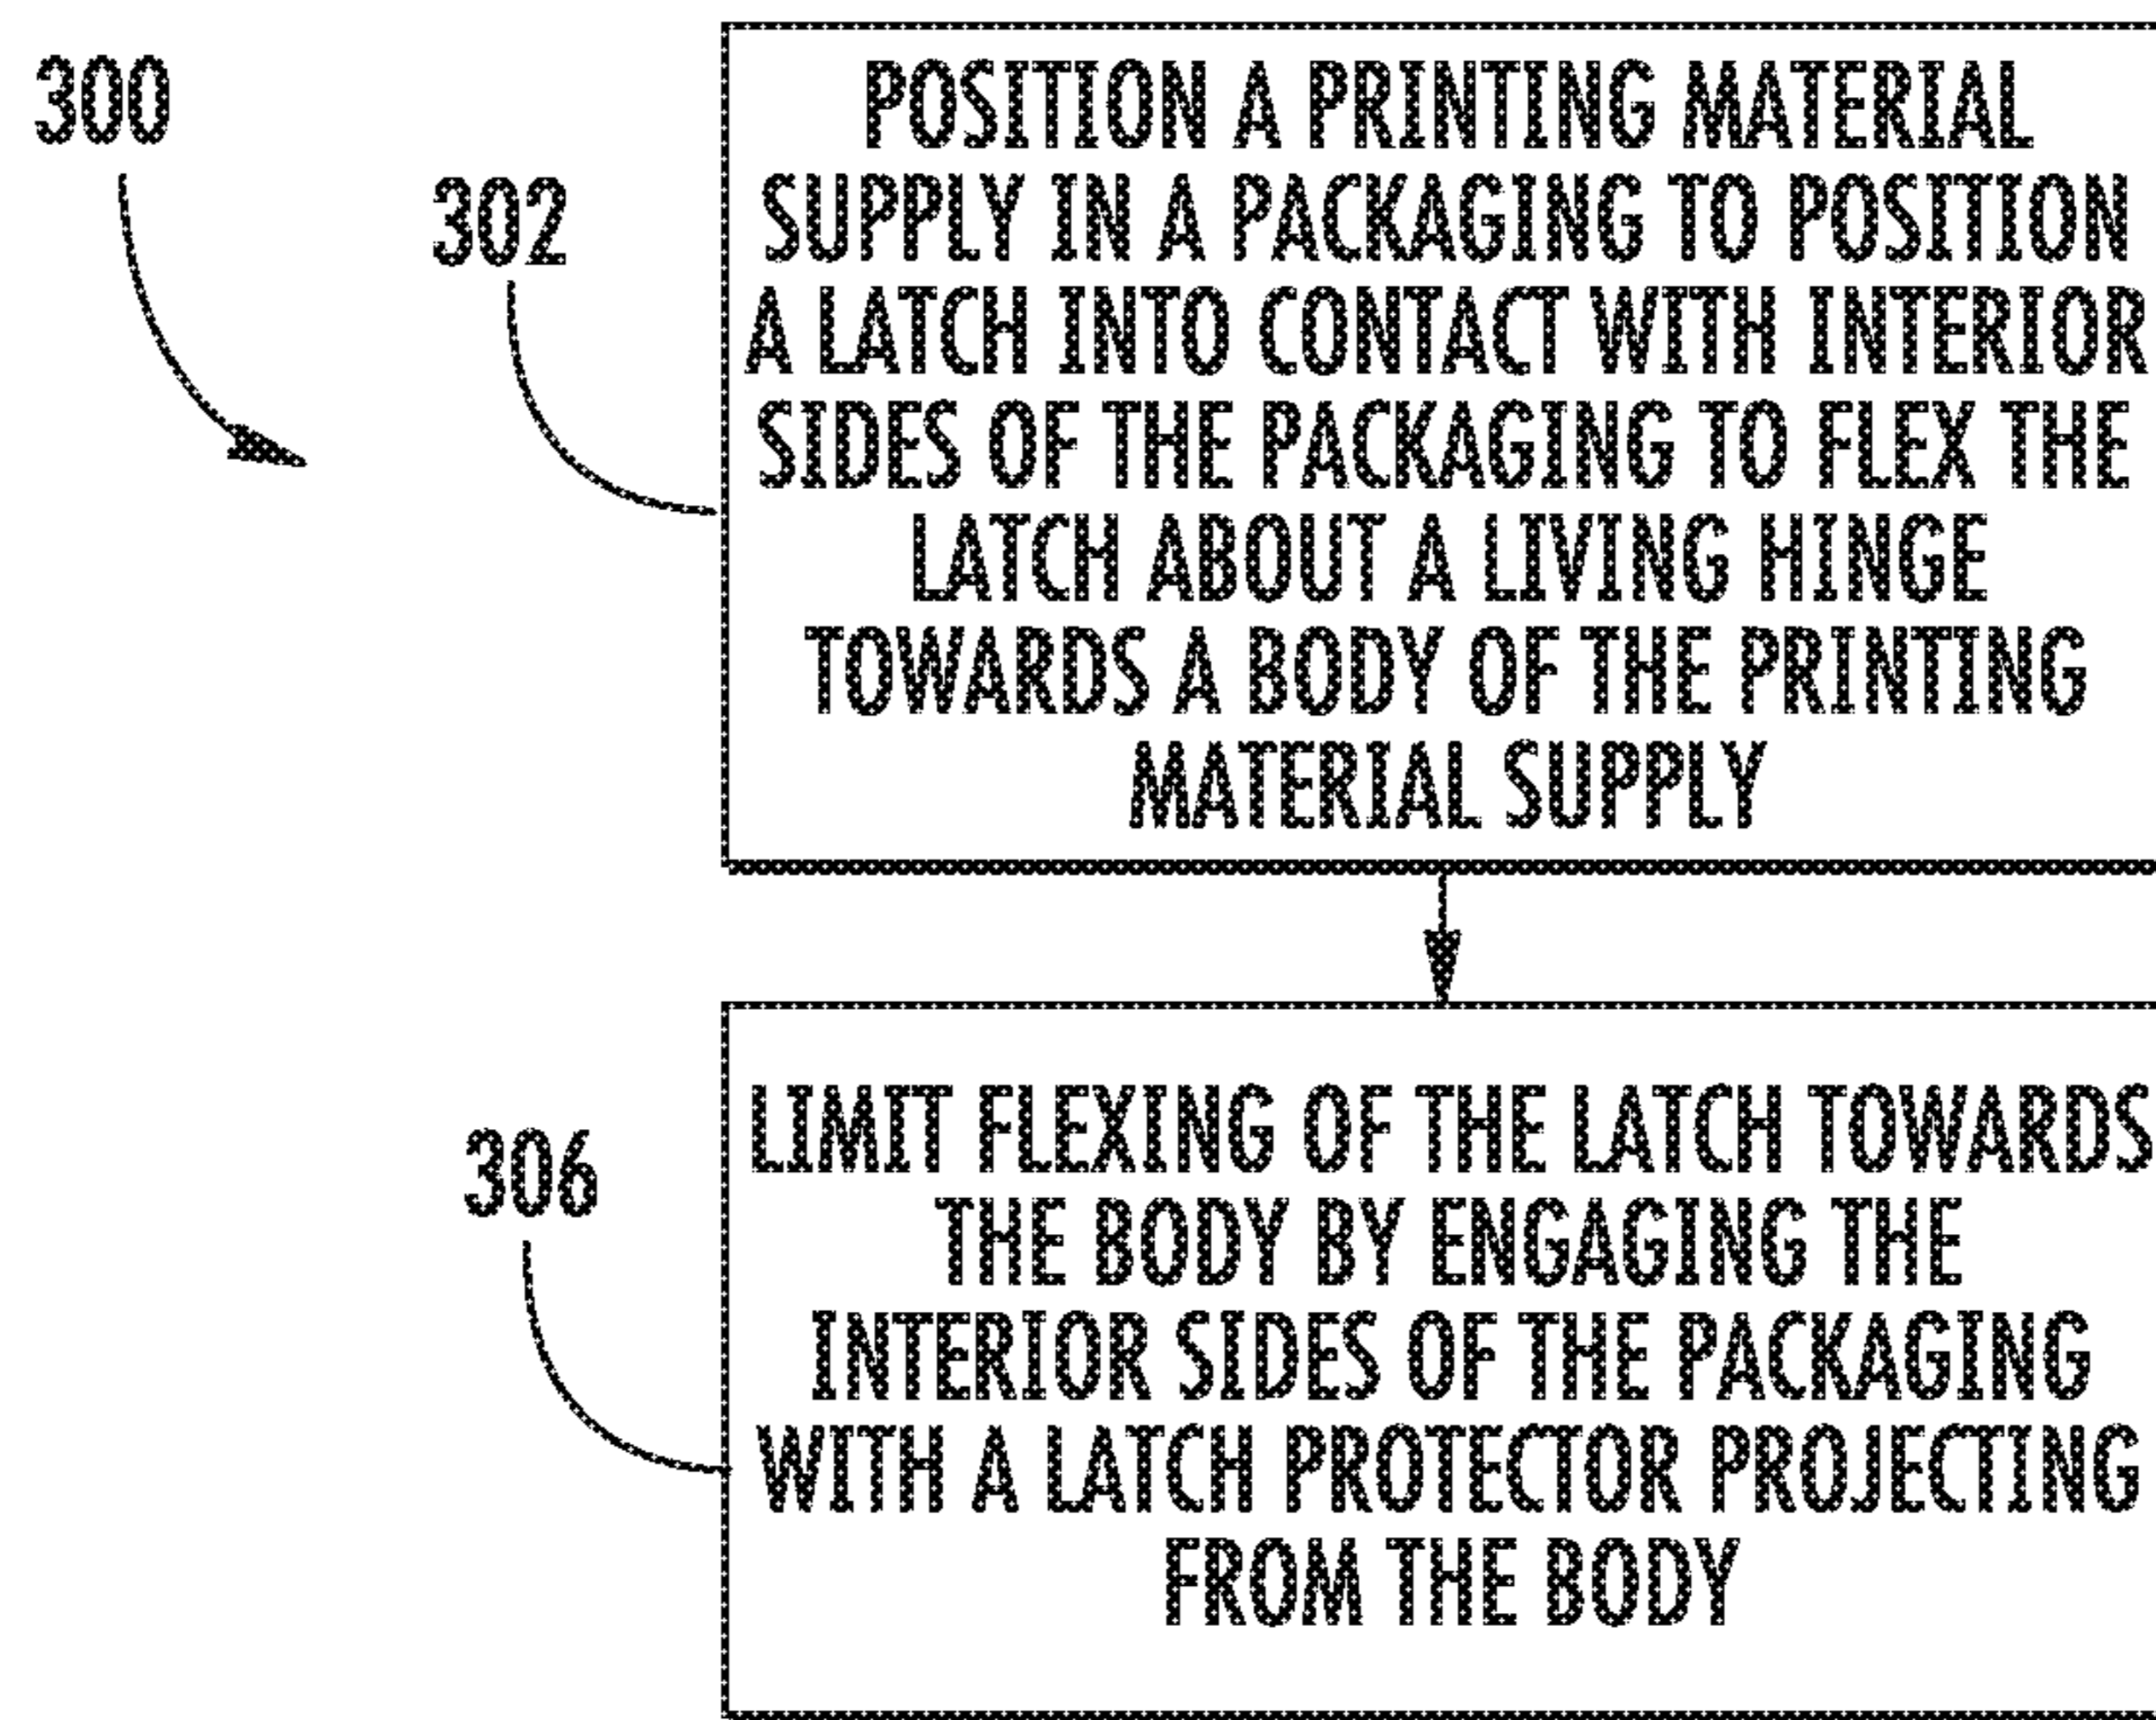 300
302
POSITION A PRINTING MATERIAL
SUPPLY IN A PACKAGING TO POSITION
A LATCH INTO CONTACT WITH INTERIOR
SIDES OF THE PACKAGING TO FLEX THE
LATCH ABOUT A LIVING HINGE
TOWARDS A BODY OF THE PRINTING
MATERIAL SUPPLY
306
LIMIT FLEXING OF THE LATCH TOWARDS
THE BODY BY ENGAGING THE
INTERIOR SIDES OF THE PACKAGING
WITH A LATCH PROTECTOR PROJECTING
FROM THE BODY